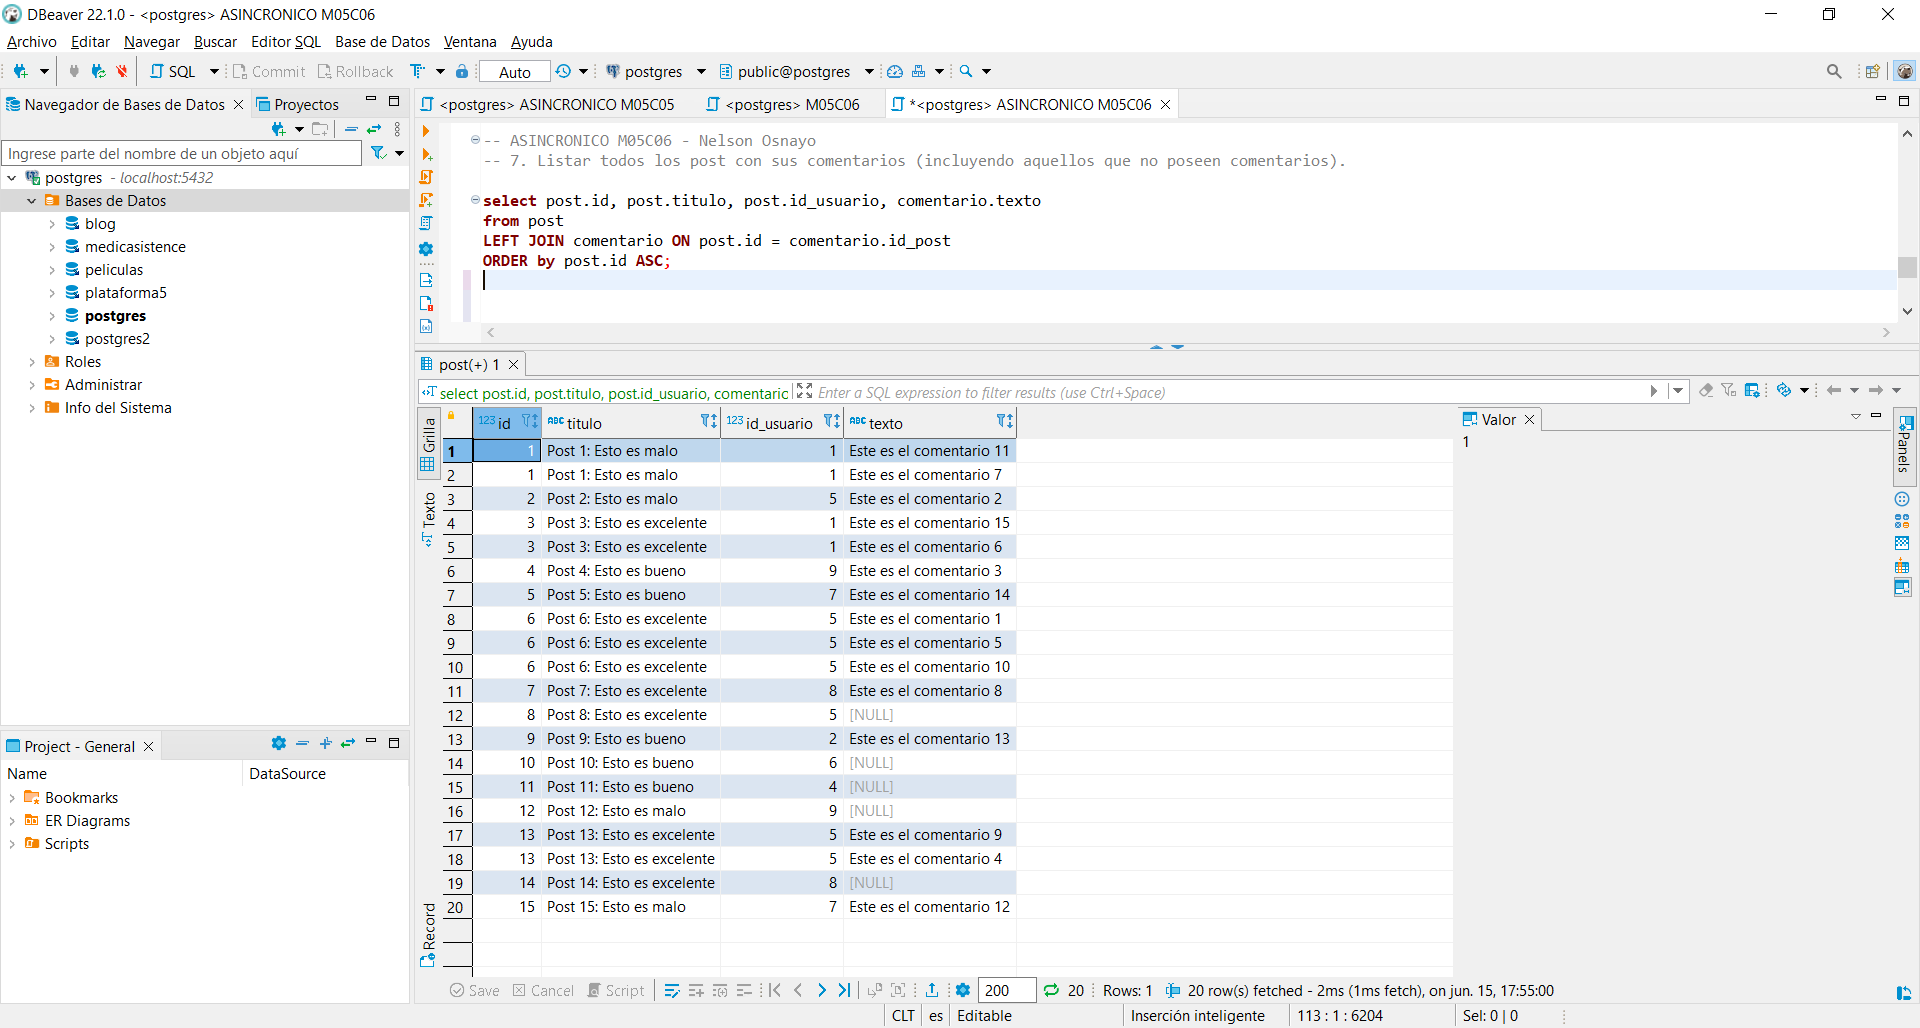 DBeaver 22.1.0 - <postgres> ASINCRONICO M05C06
Archivo Editar Navegar Buscar Editor SQL Base de Datos Ventana Ayuda
SQL Commit Rollback Auto postgres public@postgres
Navegador de Bases de Datos Proyectos
<postgres> ASINCRONICO M05C05 <postgres> M05C06 *<postgres> ASINCRONICO M05C06
Ingrese parte del nombre de un objeto aquí
postgres - localhost:5432
Bases de Datos
blog
medicasistence
peliculas
plataforma5
postgres
postgres2
Roles
Administrar
Info del Sistema
-- ASINCRONICO M05C06 - Nelson Osnayo
-- 7. Listar todos los post con sus comentarios (incluyendo aquellos que no poseen comentarios).
select post.id, post.titulo, post.id_usuario, comentario.texto
from post
LEFT JOIN comentario ON post.id = comentario.id_post
ORDER by post.id ASC;
post(+) 1
select post.id, post.titulo, post.id_usuario, comentaric Enter a SQL expression to filter results (use Ctrl+Space)
Grilla
Texto
Record
123 id ABC titulo 123 id_usuario ABC texto
1 1 Post 1: Esto es malo 1 Este es el comentario 11
2 1 Post 1: Esto es malo 1 Este es el comentario 7
3 2 Post 2: Esto es malo 5 Este es el comentario 2
4 3 Post 3: Esto es excelente 1 Este es el comentario 15
5 3 Post 3: Esto es excelente 1 Este es el comentario 6
6 4 Post 4: Esto es bueno 9 Este es el comentario 3
7 5 Post 5: Esto es bueno 7 Este es el comentario 14
8 6 Post 6: Esto es excelente 5 Este es el comentario 1
9 6 Post 6: Esto es excelente 5 Este es el comentario 5
10 6 Post 6: Esto es excelente 5 Este es el comentario 10
11 7 Post 7: Esto es excelente 8 Este es el comentario 8
12 8 Post 8: Esto es excelente 5 [NULL]
13 9 Post 9: Esto es bueno 2 Este es el comentario 13
14 10 Post 10: Esto es bueno 6 [NULL]
15 11 Post 11: Esto es bueno 4 [NULL]
16 12 Post 12: Esto es malo 9 [NULL]
17 13 Post 13: Esto es excelente 5 Este es el comentario 9
18 13 Post 13: Esto es excelente 5 Este es el comentario 4
19 14 Post 14: Esto es excelente 8 [NULL]
20 15 Post 15: Esto es malo 7 Este es el comentario 12
Valor
1
Panels
Project - General
Name DataSource
Bookmarks
ER Diagrams
Scripts
Save Cancel Script 200 20 Rows: 1 20 row(s) fetched - 2ms (1ms fetch), on jun. 15, 17:55:00
CLT es Editable Inserción inteligente 113 : 1 : 6204 Sel: 0 | 0